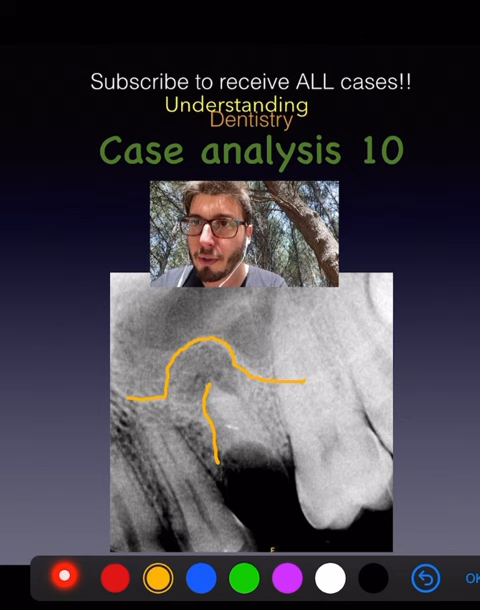 Subscribe to receive ALL cases!!
Understanding
Dentistry
Case analysis 10
F
OK